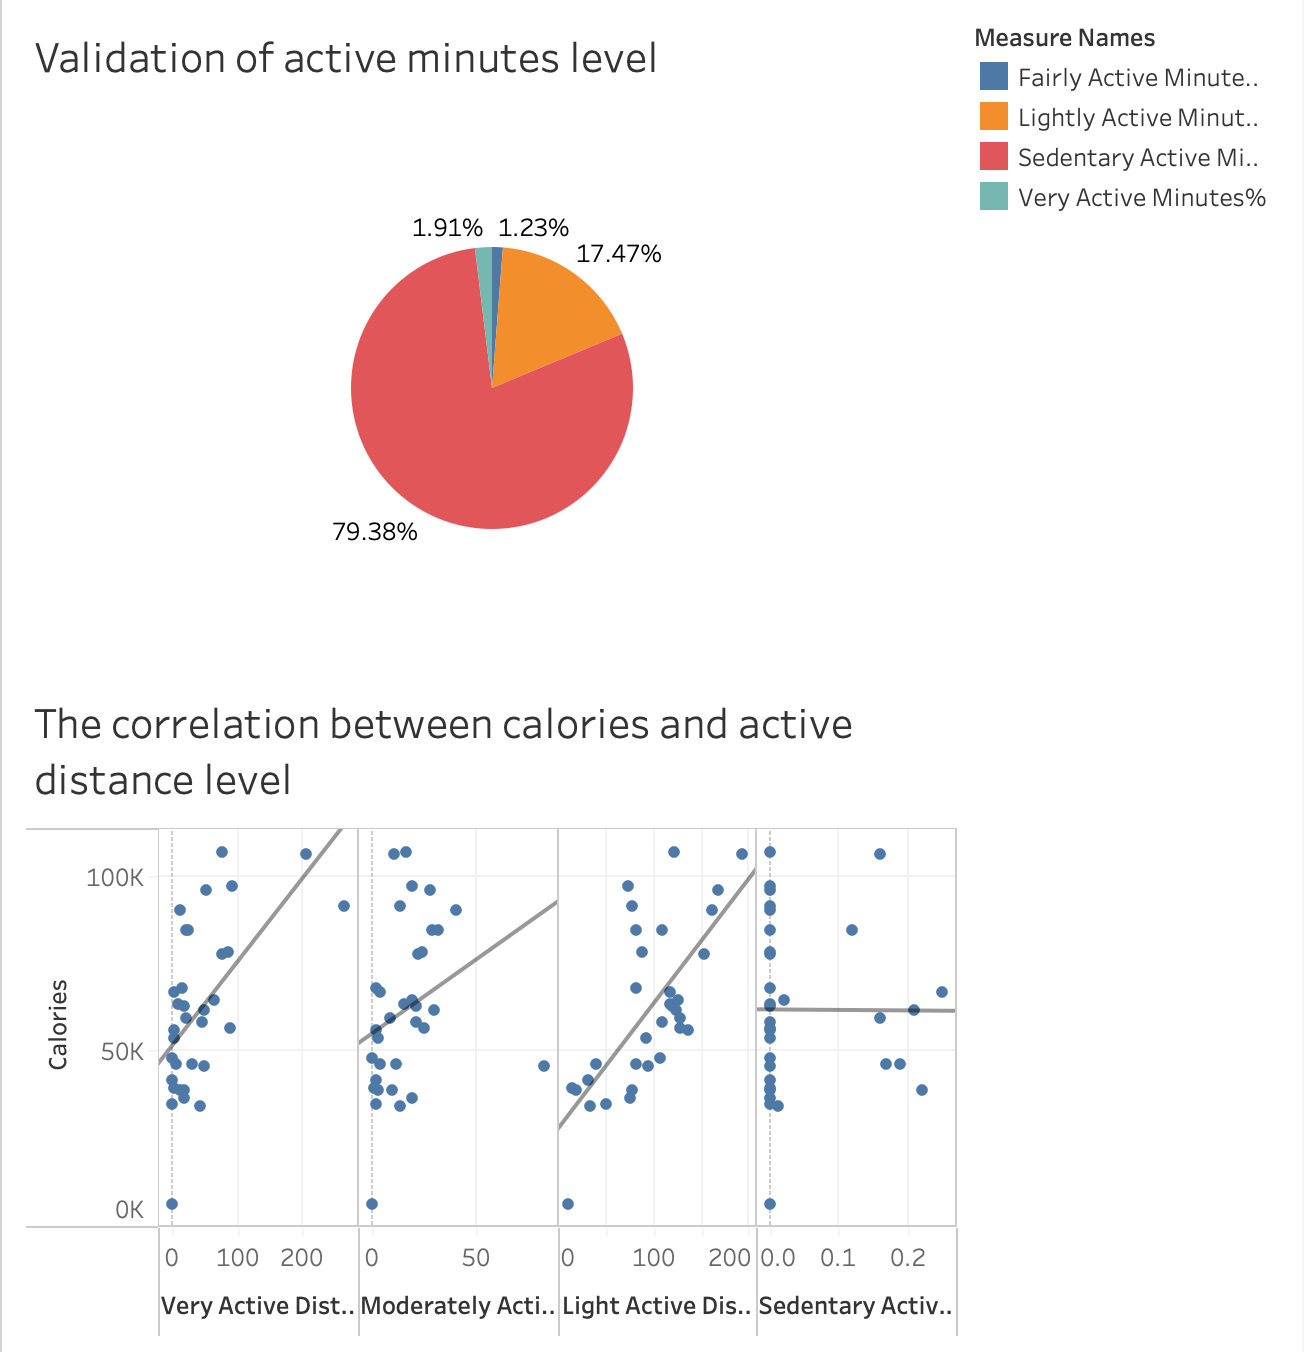 Validation of active minutes level
Measure Names
Fairly Active Minute..
Lightly Active Minut..
Sedentary Active Mi..
Very Active Minutes%
1.91% 1.23%
17.47%
79.38%
The correlation between calories and active
distance level
Calories
100K
50K
0K
0 100 200 0 50 0 100 200 0.0 0.1 0.2
Very Active Dist.. Moderately Acti.. Light Active Dis.. Sedentary Activ..